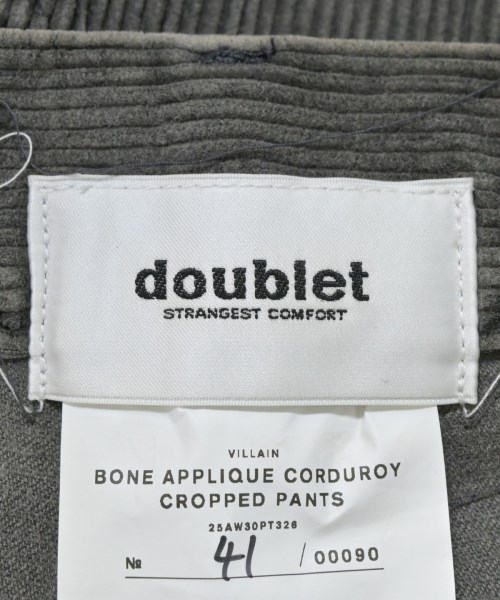 doublet
STRANGEST COMFORT
VILLAIN
BONE APPLIQUE CORDUROY
CROPPED PANTS
25AW30PT326
№ 41 / 00090